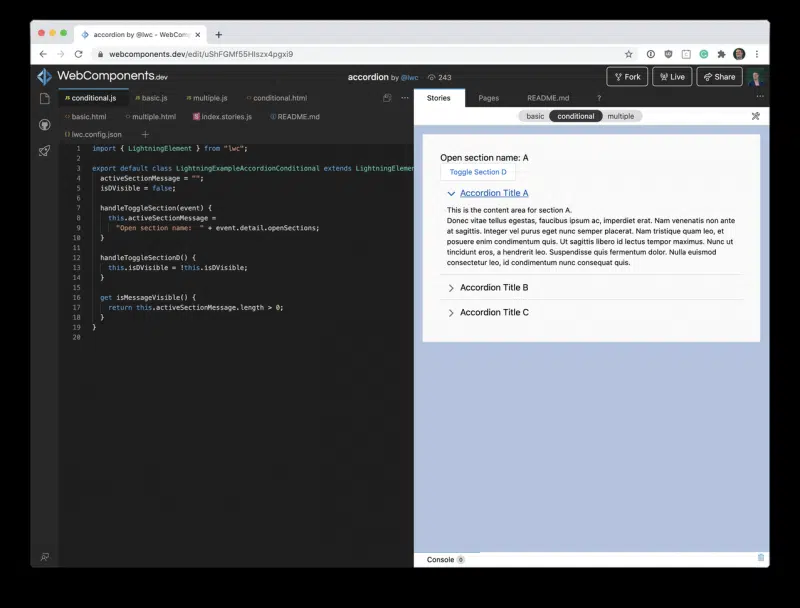 accordion by @lwc - WebCom
webcomponents.dev/edit/uShFGMf55HIszx4pgxi9
WebComponents.dev
accordion by @lwc 243
Fork
Live
Share
conditional.js
basic.js
multiple.js
conditional.html
basic.html
multiple.html
index.stories.js
README.md
lwc.config.json
1 import { LightningElement } from "lwc";
2
3 export default class LightningExampleAccordionConditional extends LightningElemen
4 activeSectionMessage = "";
5 isDVisible = false;
6
7 handleToggleSection(event) {
8 this.activeSectionMessage =
9 "Open section name:  " + event.detail.openSections;
10 }
11
12 handleToggleSectionD() {
13 this.isDVisible = !this.isDVisible;
14 }
15
16 get isMessageVisible() {
17 return this.activeSectionMessage.length > 0;
18 }
19 }
20
Stories
Pages
README.md
?
basic
conditional
multiple
Open section name: A
Toggle Section D
Accordion Title A
This is the content area for section A.
Donec vitae tellus egestas, faucibus ipsum ac, imperdiet erat. Nam venenatis non ante
at sagittis. Integer vel purus eget nunc semper placerat. Nam tristique quam leo, et
posuere enim condimentum quis. Ut sagittis libero id lectus tempor maximus. Nunc ut
tincidunt eros, a hendrerit leo. Suspendisse quis fermentum dolor. Nulla euismod
consectetur leo, id condimentum nunc consequat quis.
Accordion Title B
Accordion Title C
Console 0